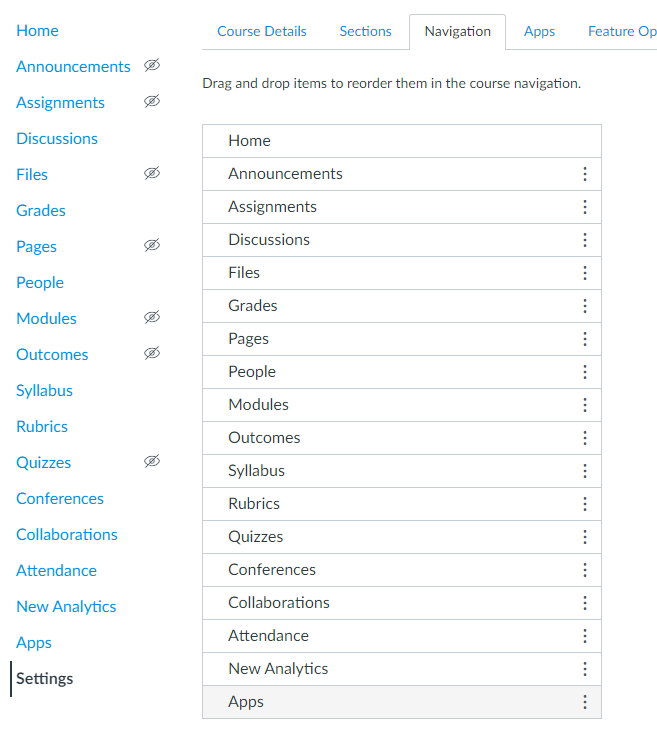 Home
Announcements
Assignments
Discussions
Files
Grades
Pages
People
Modules
Outcomes
Syllabus
Rubrics
Quizzes
Conferences
Collaborations
Attendance
New Analytics
Apps
Settings
Course Details Sections Navigation Apps Feature Op
Drag and drop items to reorder them in the course navigation.
Home
Announcements
Assignments
Discussions
Files
Grades
Pages
People
Modules
Outcomes
Syllabus
Rubrics
Quizzes
Conferences
Collaborations
Attendance
New Analytics
Apps